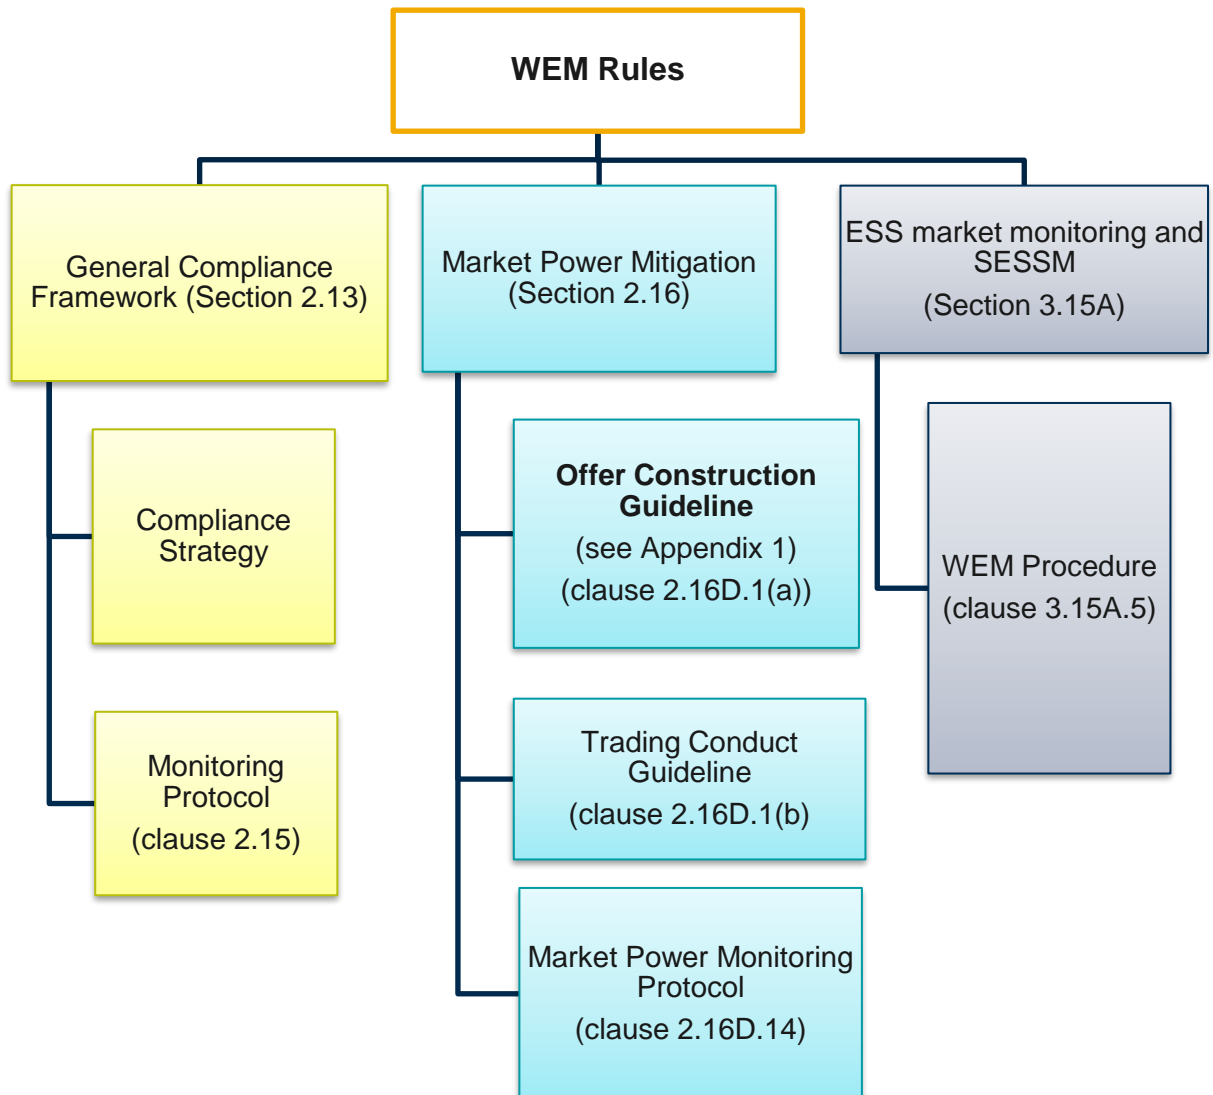 WEM Rules
General Compliance
Framework (Section 2.13)
Compliance
Strategy
Monitoring
Protocol
(clause 2.15)
Market Power Mitigation
(Section 2.16)
Offer Construction
Guideline
(see Appendix 1)
(clause 2.16D.1(a))
Trading Conduct
Guideline
(clause 2.16D.1(b)
Market Power Monitoring
Protocol
(clause 2.16D.14)
ESS market monitoring and
SESSM
(Section 3.15A)
WEM Procedure
(clause 3.15A.5)